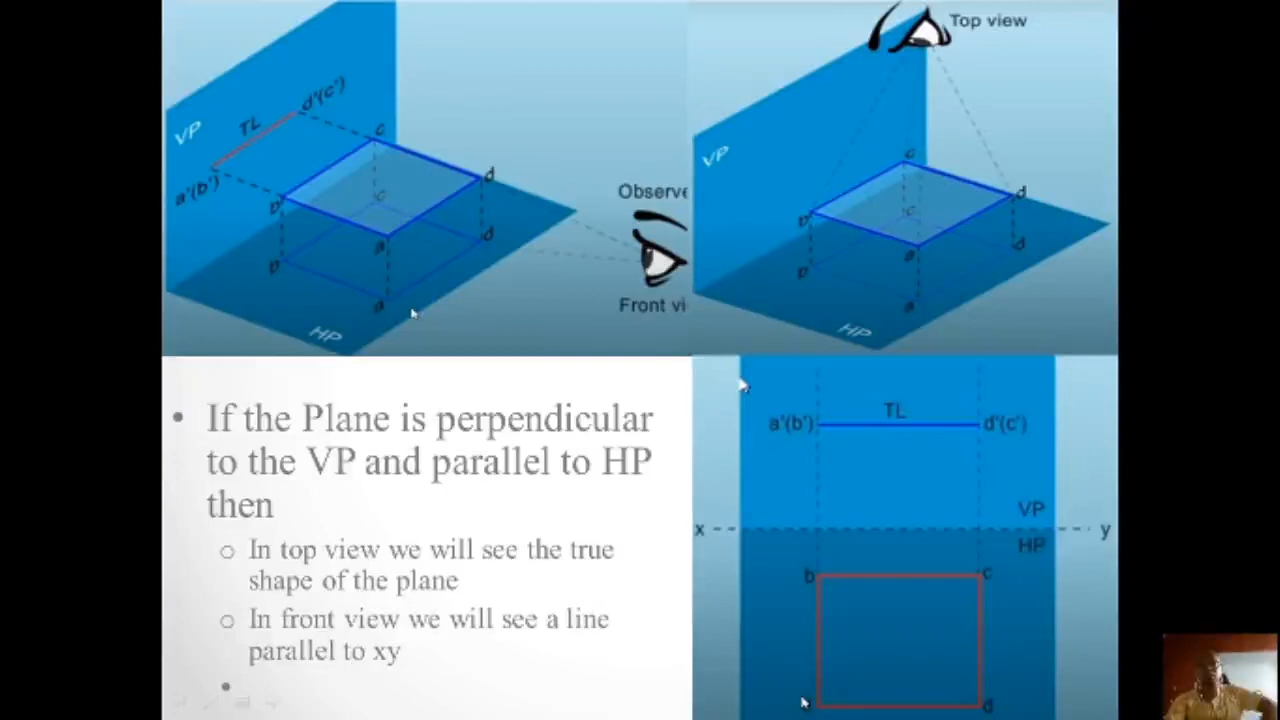 VP
TL
d'(c')
a'(b')
c
d
b'
a
c
d
b
a
HP
Observe
Front vi
Top view
VP
c
d
b'
a
c
d
b
a
HP
• If the Plane is perpendicular
to the VP and parallel to HP
then
o In top view we will see the true
shape of the plane
o In front view we will see a line
parallel to xy
•
TL
a'(b')
d'(c')
VP
x
y
HP
b
c
d